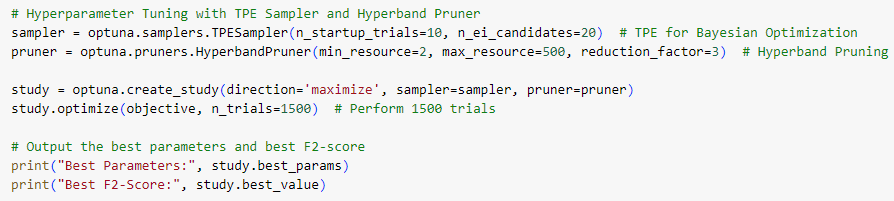 # Hyperparameter Tuning with TPE Sampler and Hyperband Pruner
sampler = optuna.samplers.TPESampler(n_startup_trials=10, n_ei_candidates=20)  # TPE for Bayesian Optimization
pruner = optuna.pruners.HyperbandPruner(min_resource=2, max_resource=500, reduction_factor=3)  # Hyperband Pruning
study = optuna.create_study(direction='maximize', sampler=sampler, pruner=pruner)
study.optimize(objective, n_trials=1500)  # Perform 1500 trials
# Output the best parameters and best F2-score
print("Best Parameters:", study.best_params)
print("Best F2-Score:", study.best_value)